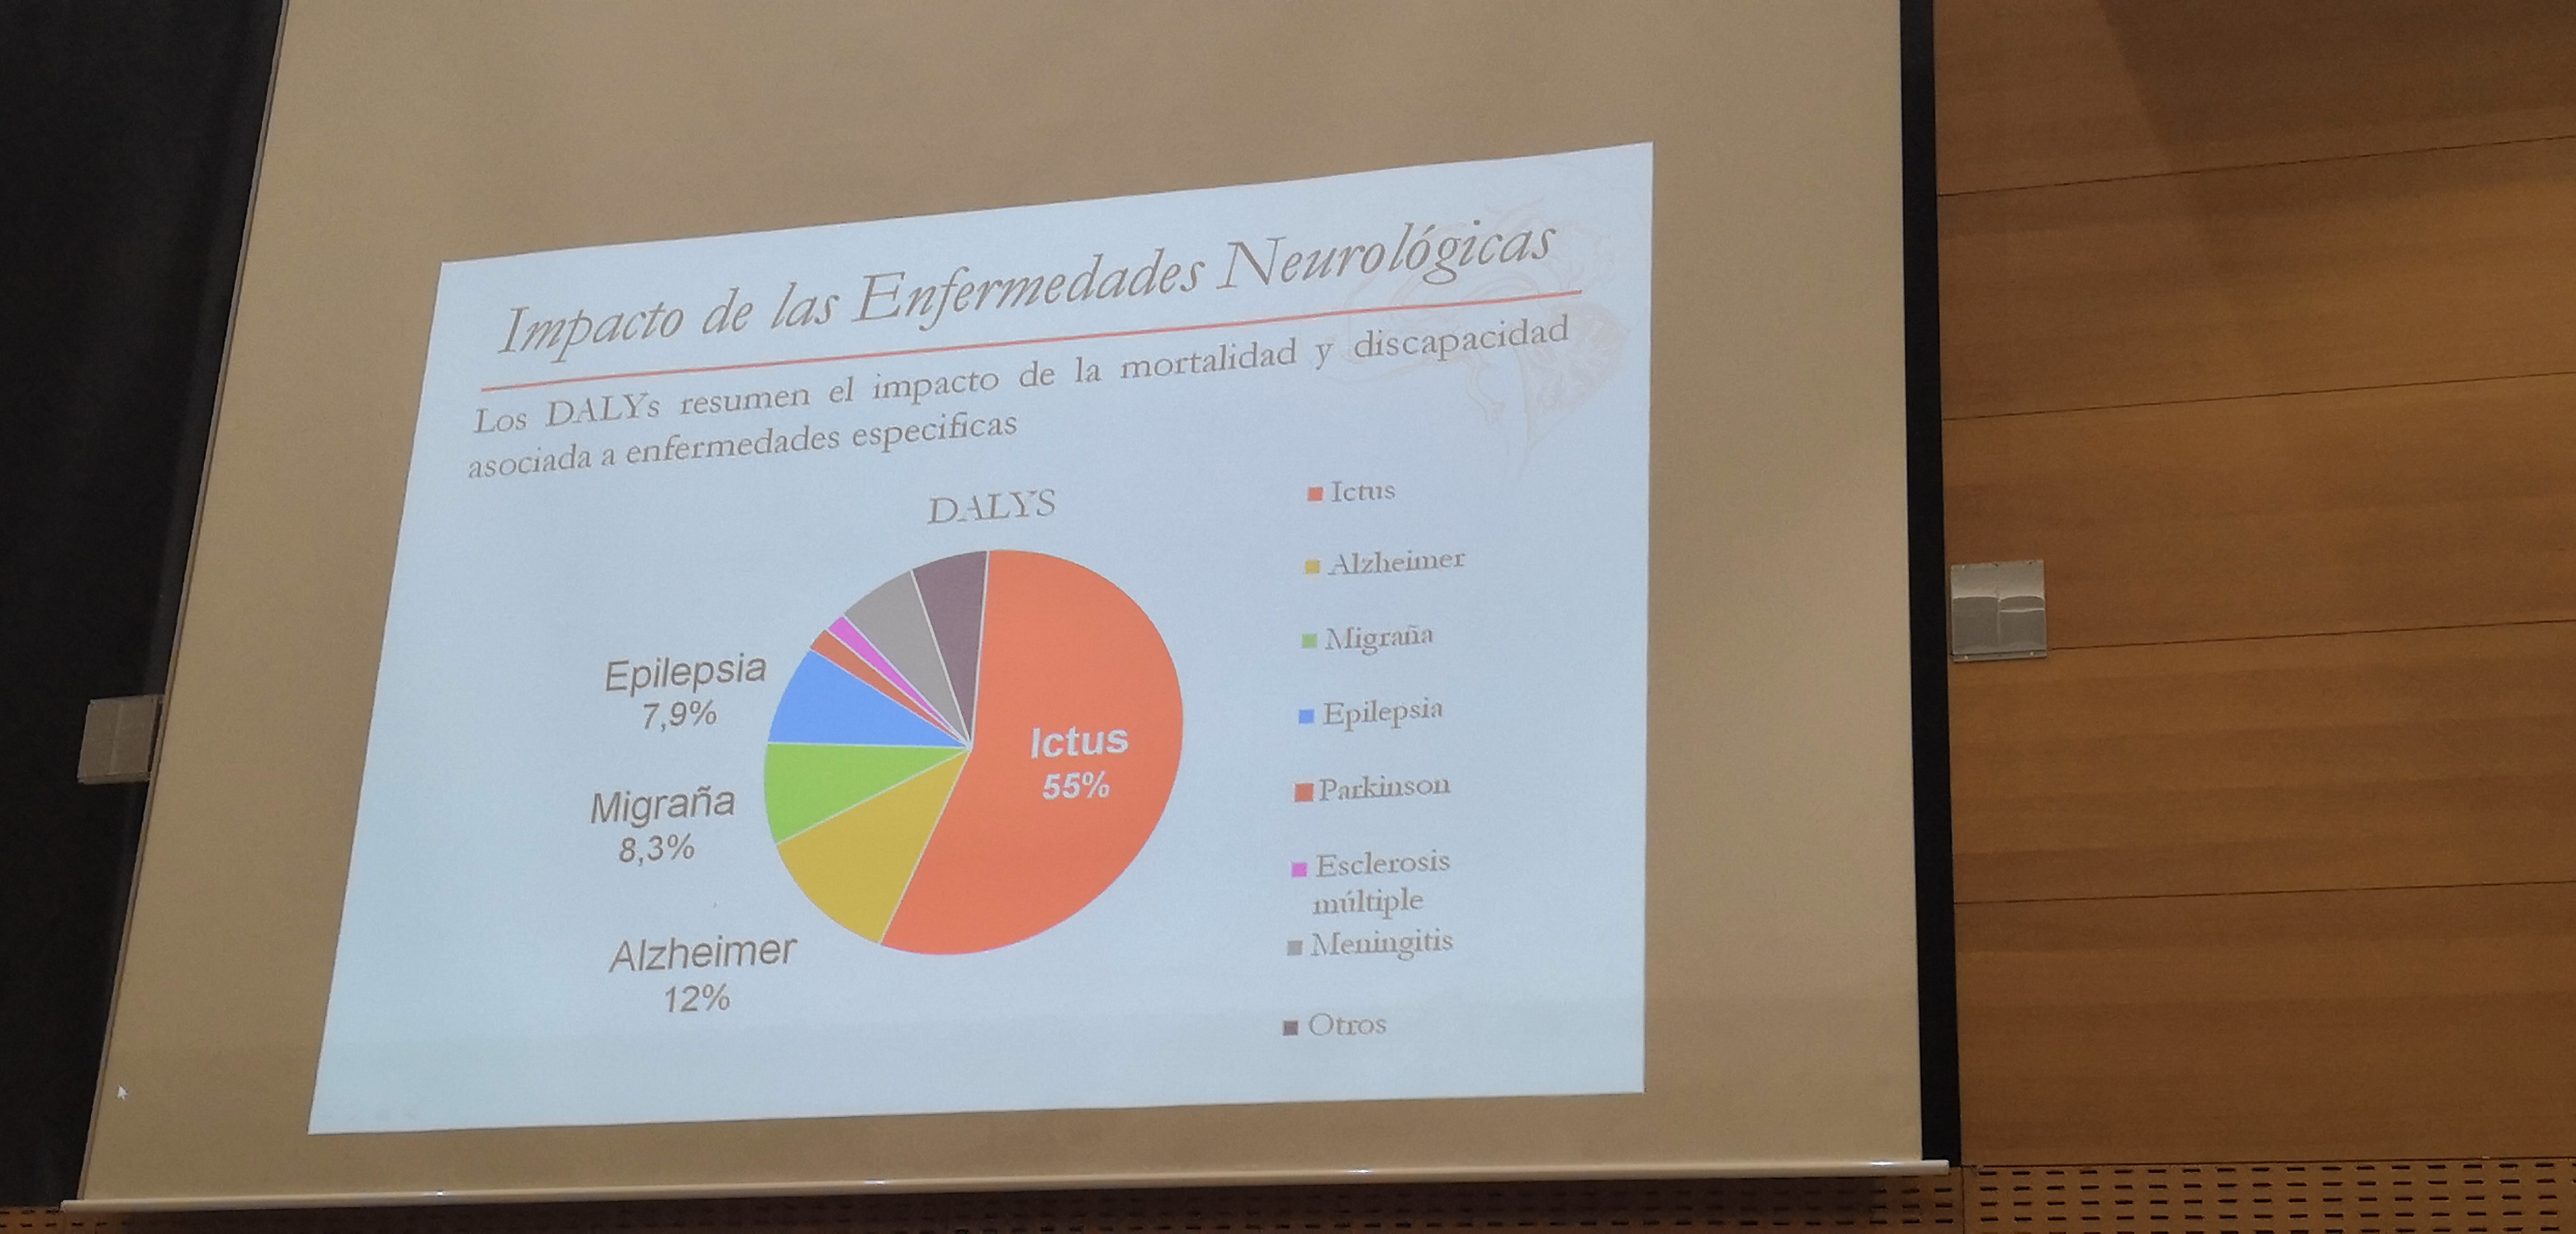 Impacto de las Enfermedades Neurológicas
Los DALYs resumen el impacto de la mortalidad y discapacidad
asociada a enfermedades especificas
DALYS
Epilepsia
7,9%
Migraña
8,3%
Alzheimer
12%
Ictus
55%
Ictus
Alzheimer
Migraña
Epilepsia
Parkinson
Esclerosis
múltiple
Meningitis
Otros